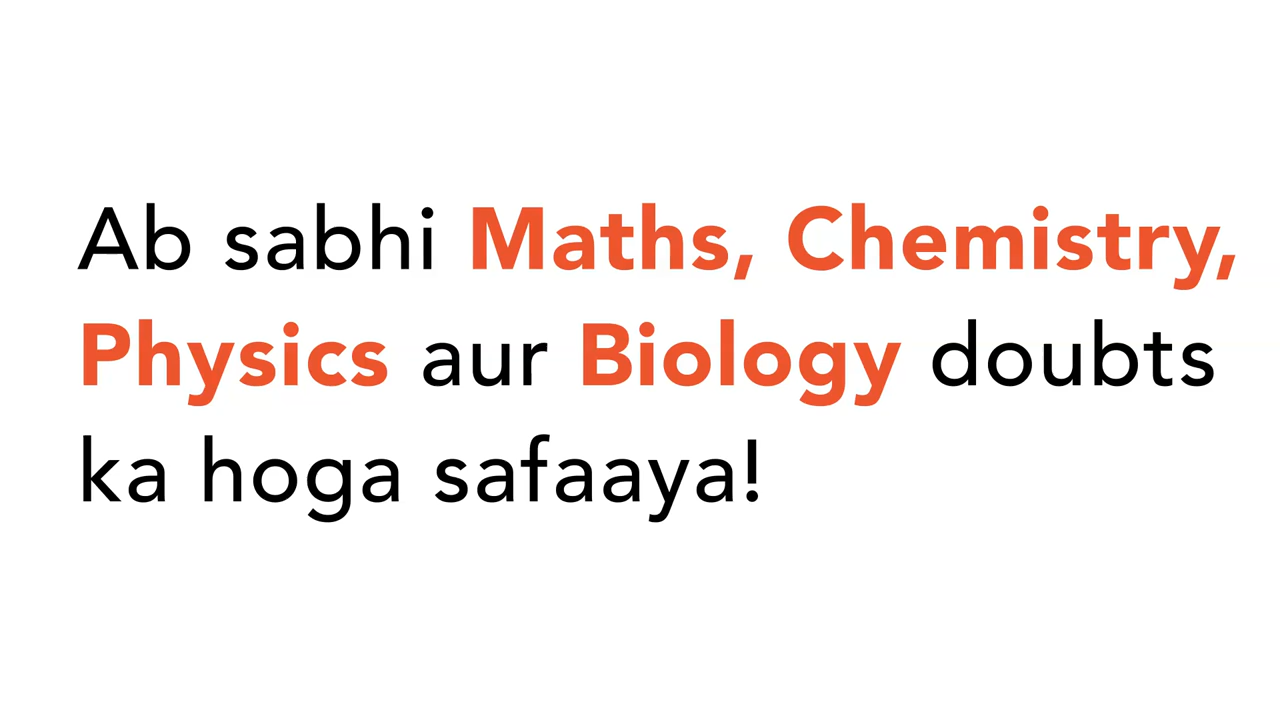 Ab sabhi Maths, Chemistry,
Physics aur Biology doubts
ka hoga safaaya!